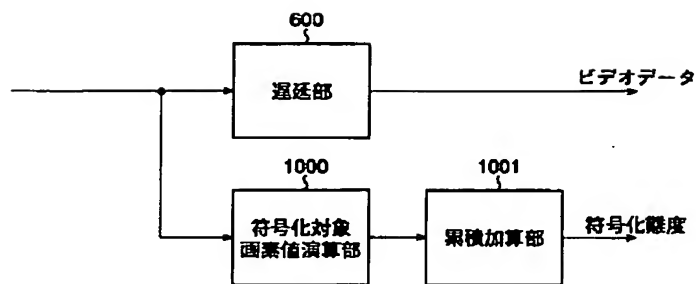 600
遅延部
ビデオデータ
1000
1001
符号化対象
画素値演算部
累積加算部
符号化難度